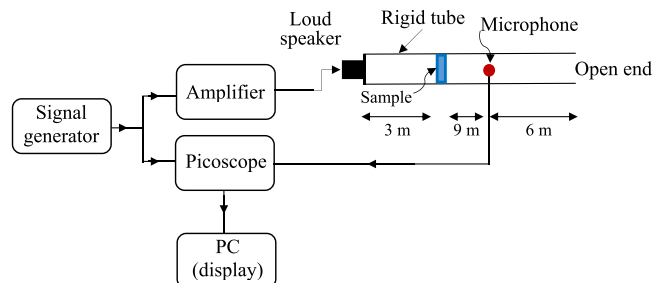 Loud
speaker
Rigid tube
Microphone
Open end
Sample
3 m
9 m
6 m
Signal
generator
Amplifier
Picoscope
PC
(display)